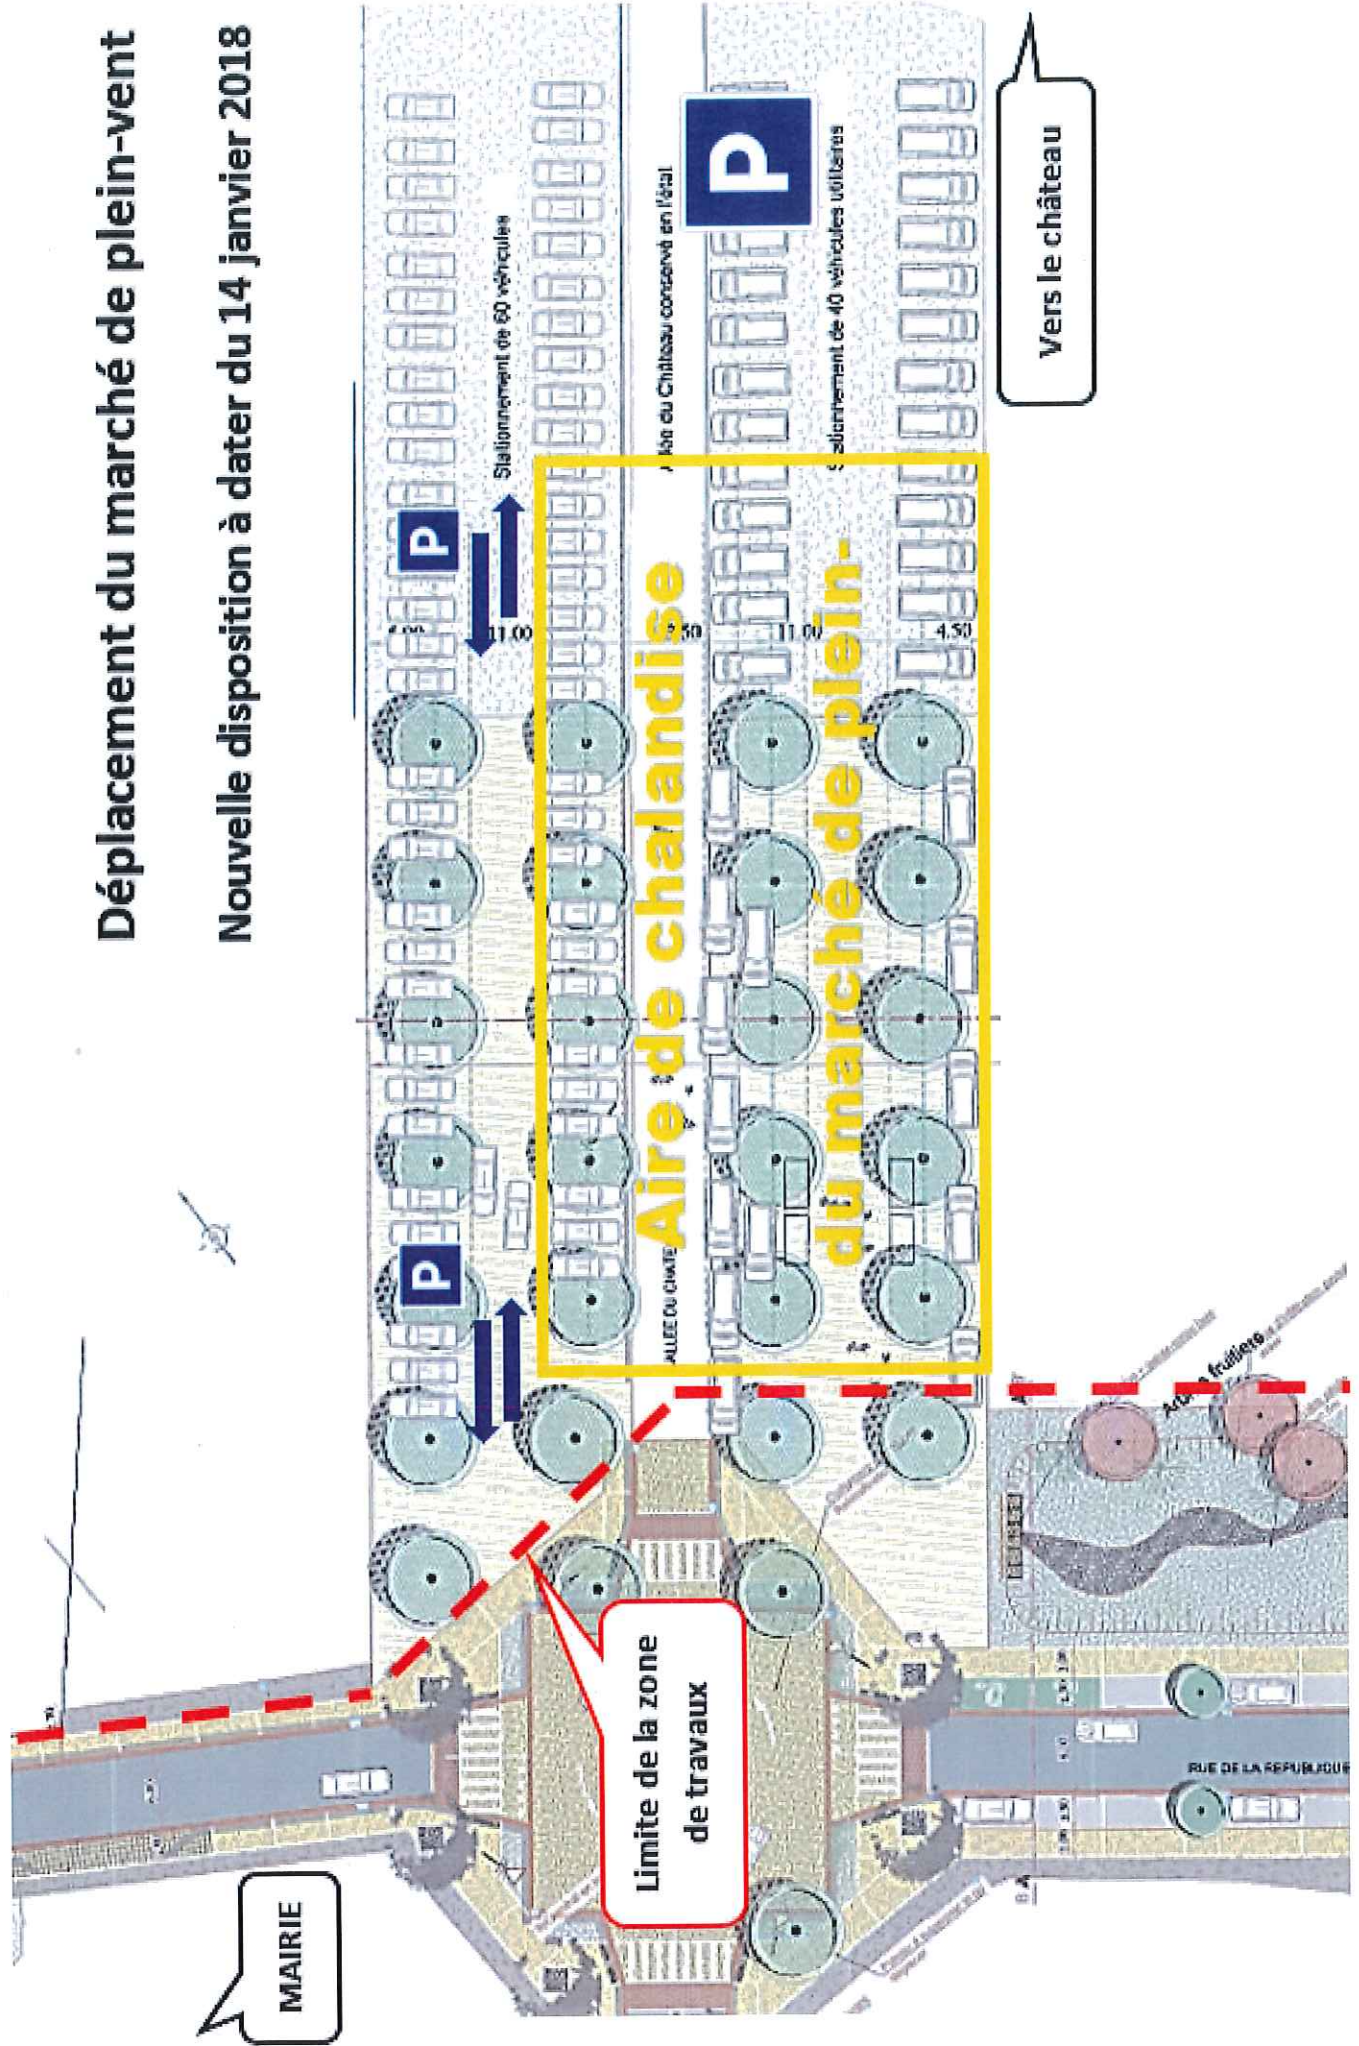 Déplacement du marché de plein-vent
Nouvelle disposition à dater du 14 janvier 2018
P
P
P
Stationnement de 60 véhicules
Allée du Château conservé en l'état
Stationnement de 40 véhicules utilitaires
11.00
11.00
4.50
Aire de chalandise
du marché de plein-
ALLÉE DU
Vers le château
Limite de la zone
de travaux
MAIRIE
fruitiers
RUE DE LA REPUBLIQUE